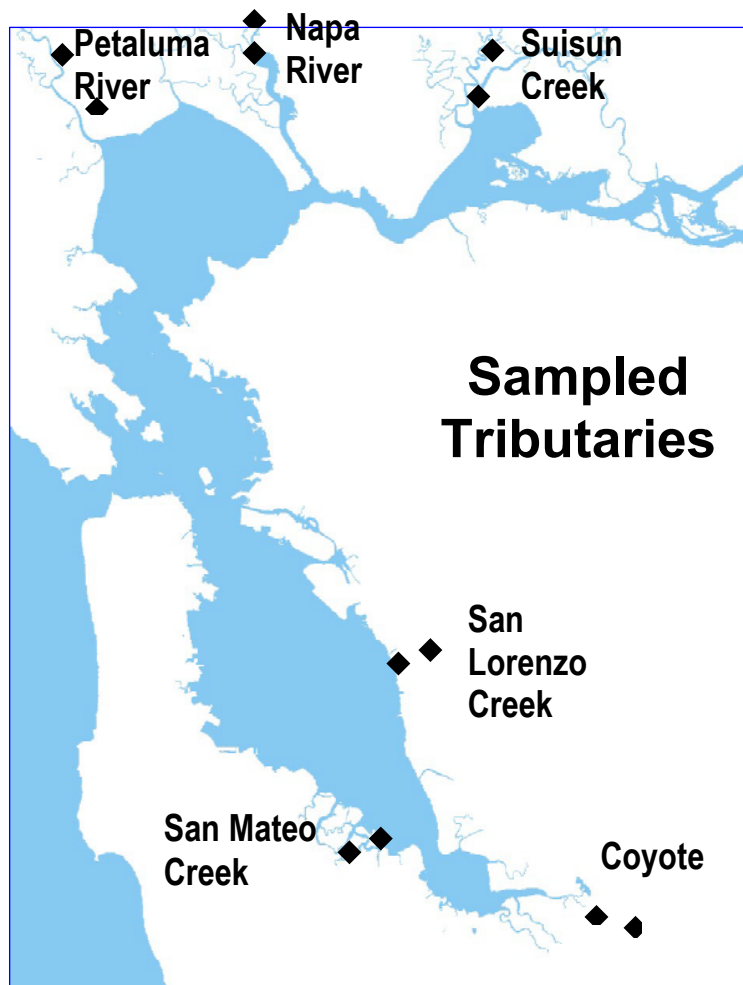 Petaluma
River
Napa
River
Suisun
Creek
Sampled
Tributaries
San
Lorenzo
Creek
San Mateo
Creek
Coyote